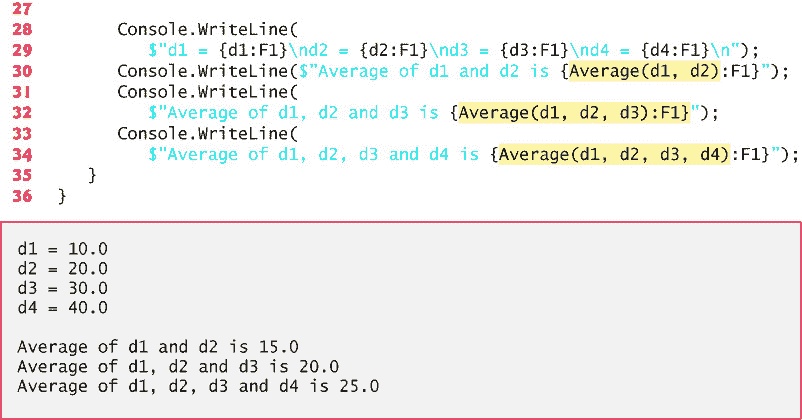 27
28 Console.WriteLine(
29 $"d1 = {d1:F1}\nd2 = {d2:F1}\nd3 = {d3:F1}\nd4 = {d4:F1}\n");
30 Console.WriteLine($”Average of d1 and d2 is {Average(d1, d2):F1}”);
31 Console.WriteLine(
32 $"Average of d1, d2 and d3 is {Average(d1, d2, d3):F1}");
33 Console.WriteLine(
34 $"Average of d1, d2, d3 and d4 is {Average(d1, d2, d3, d4):F1}”);
35 }
36 }
d1 = 10.0
d2 = 20.0
d3 = 30.0
d4 = 40.0
Average of d1 and d2 is 15.0
Average of d1, d2 and d3 is 20.0
Average of d1, d2, d3 and d4 is 25.0